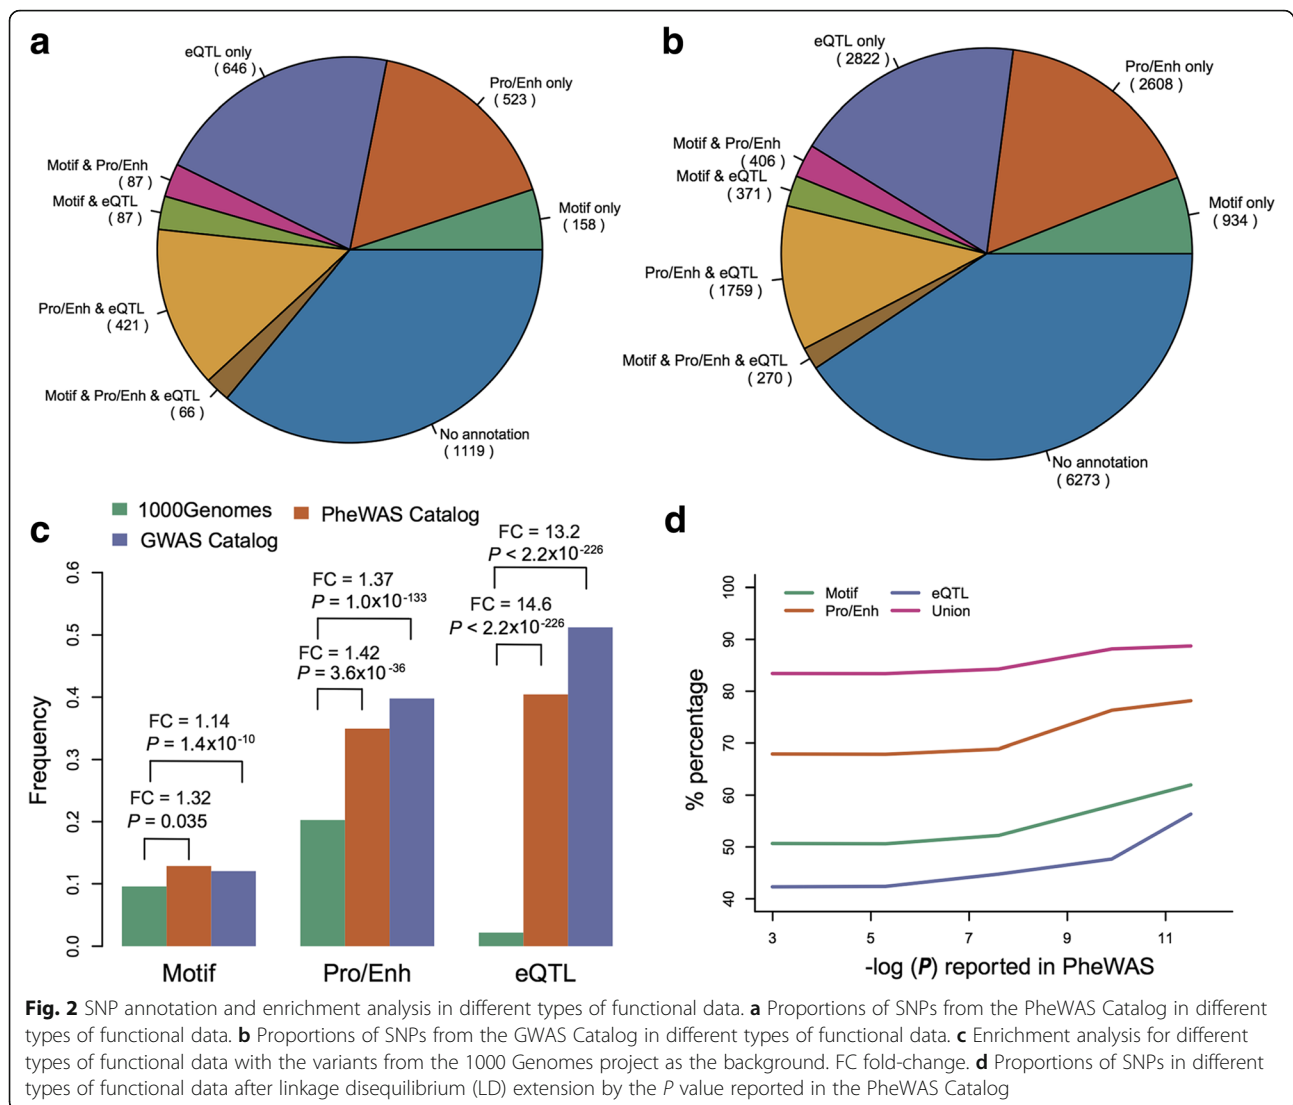 a
eQTL only
( 646 )
Pro/Enh only
( 523 )
Motif & Pro/Enh
( 87 )
Motif & eQTL
( 87 )
Motif only
( 158 )
Pro/Enh & eQTL
( 421 )
Motif & Pro/Enh & eQTL
( 66 )
No annotation
( 1119 )
b
eQTL only
( 2822 )
Pro/Enh only
( 2608 )
Motif & Pro/Enh
( 406 )
Motif & eQTL
( 371 )
Motif only
( 934 )
Pro/Enh & eQTL
( 1759 )
Motif & Pro/Enh & eQTL
( 270 )
No annotation
( 6273 )
c
1000Genomes
PheWAS Catalog
GWAS Catalog
Frequency
0.6
0.5
0.4
0.3
0.2
0.1
0.0
FC = 1.14
P = 1.4x10-10
FC = 1.32
P = 0.035
FC = 1.37
P = 1.0x10-133
FC = 1.42
P = 3.6x10-36
FC = 13.2
P < 2.2x10-226
FC = 14.6
P < 2.2x10-226
Motif
Pro/Enh
eQTL
d
Motif
Pro/Enh
eQTL
Union
% percentage
100
90
80
70
60
50
40
3 5 7 9 11
-log (P) reported in PheWAS
Fig. 2 SNP annotation and enrichment analysis in different types of functional data. a Proportions of SNPs from the PheWAS Catalog in different
types of functional data. b Proportions of SNPs from the GWAS Catalog in different types of functional data. c Enrichment analysis for different
types of functional data with the variants from the 1000 Genomes project as the background. FC fold-change. d Proportions of SNPs in different
types of functional data after linkage disequilibrium (LD) extension by the P value reported in the PheWAS Catalog